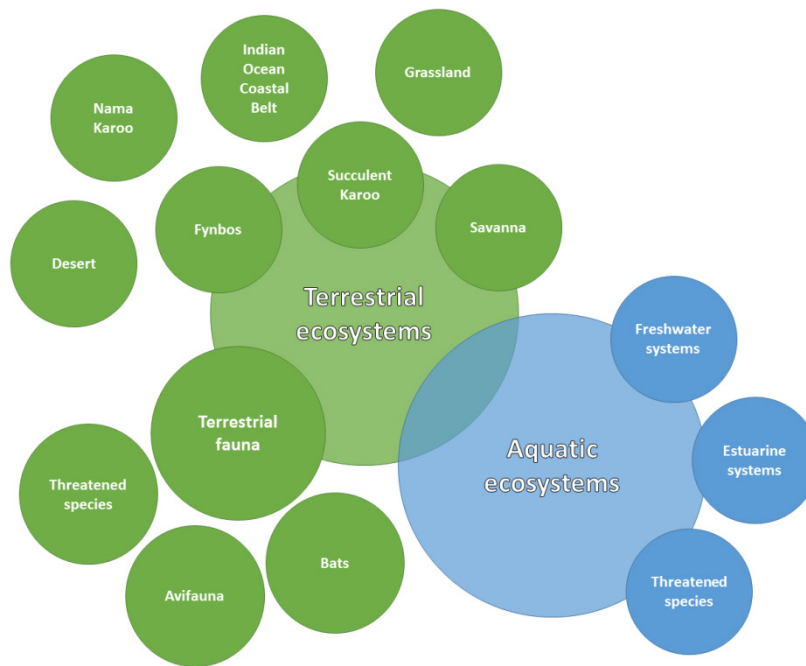 Indian
Ocean
Coastal
Belt
Grassland
Nama
Karoo
Succulent
Karoo
Fynbos
Savanna
Desert
Terrestrial
ecosystems
Freshwater
systems
Terrestrial
fauna
Aquatic
ecosystems
Estuarine
systems
Threatened
species
Bats
Avifauna
Threatened
species